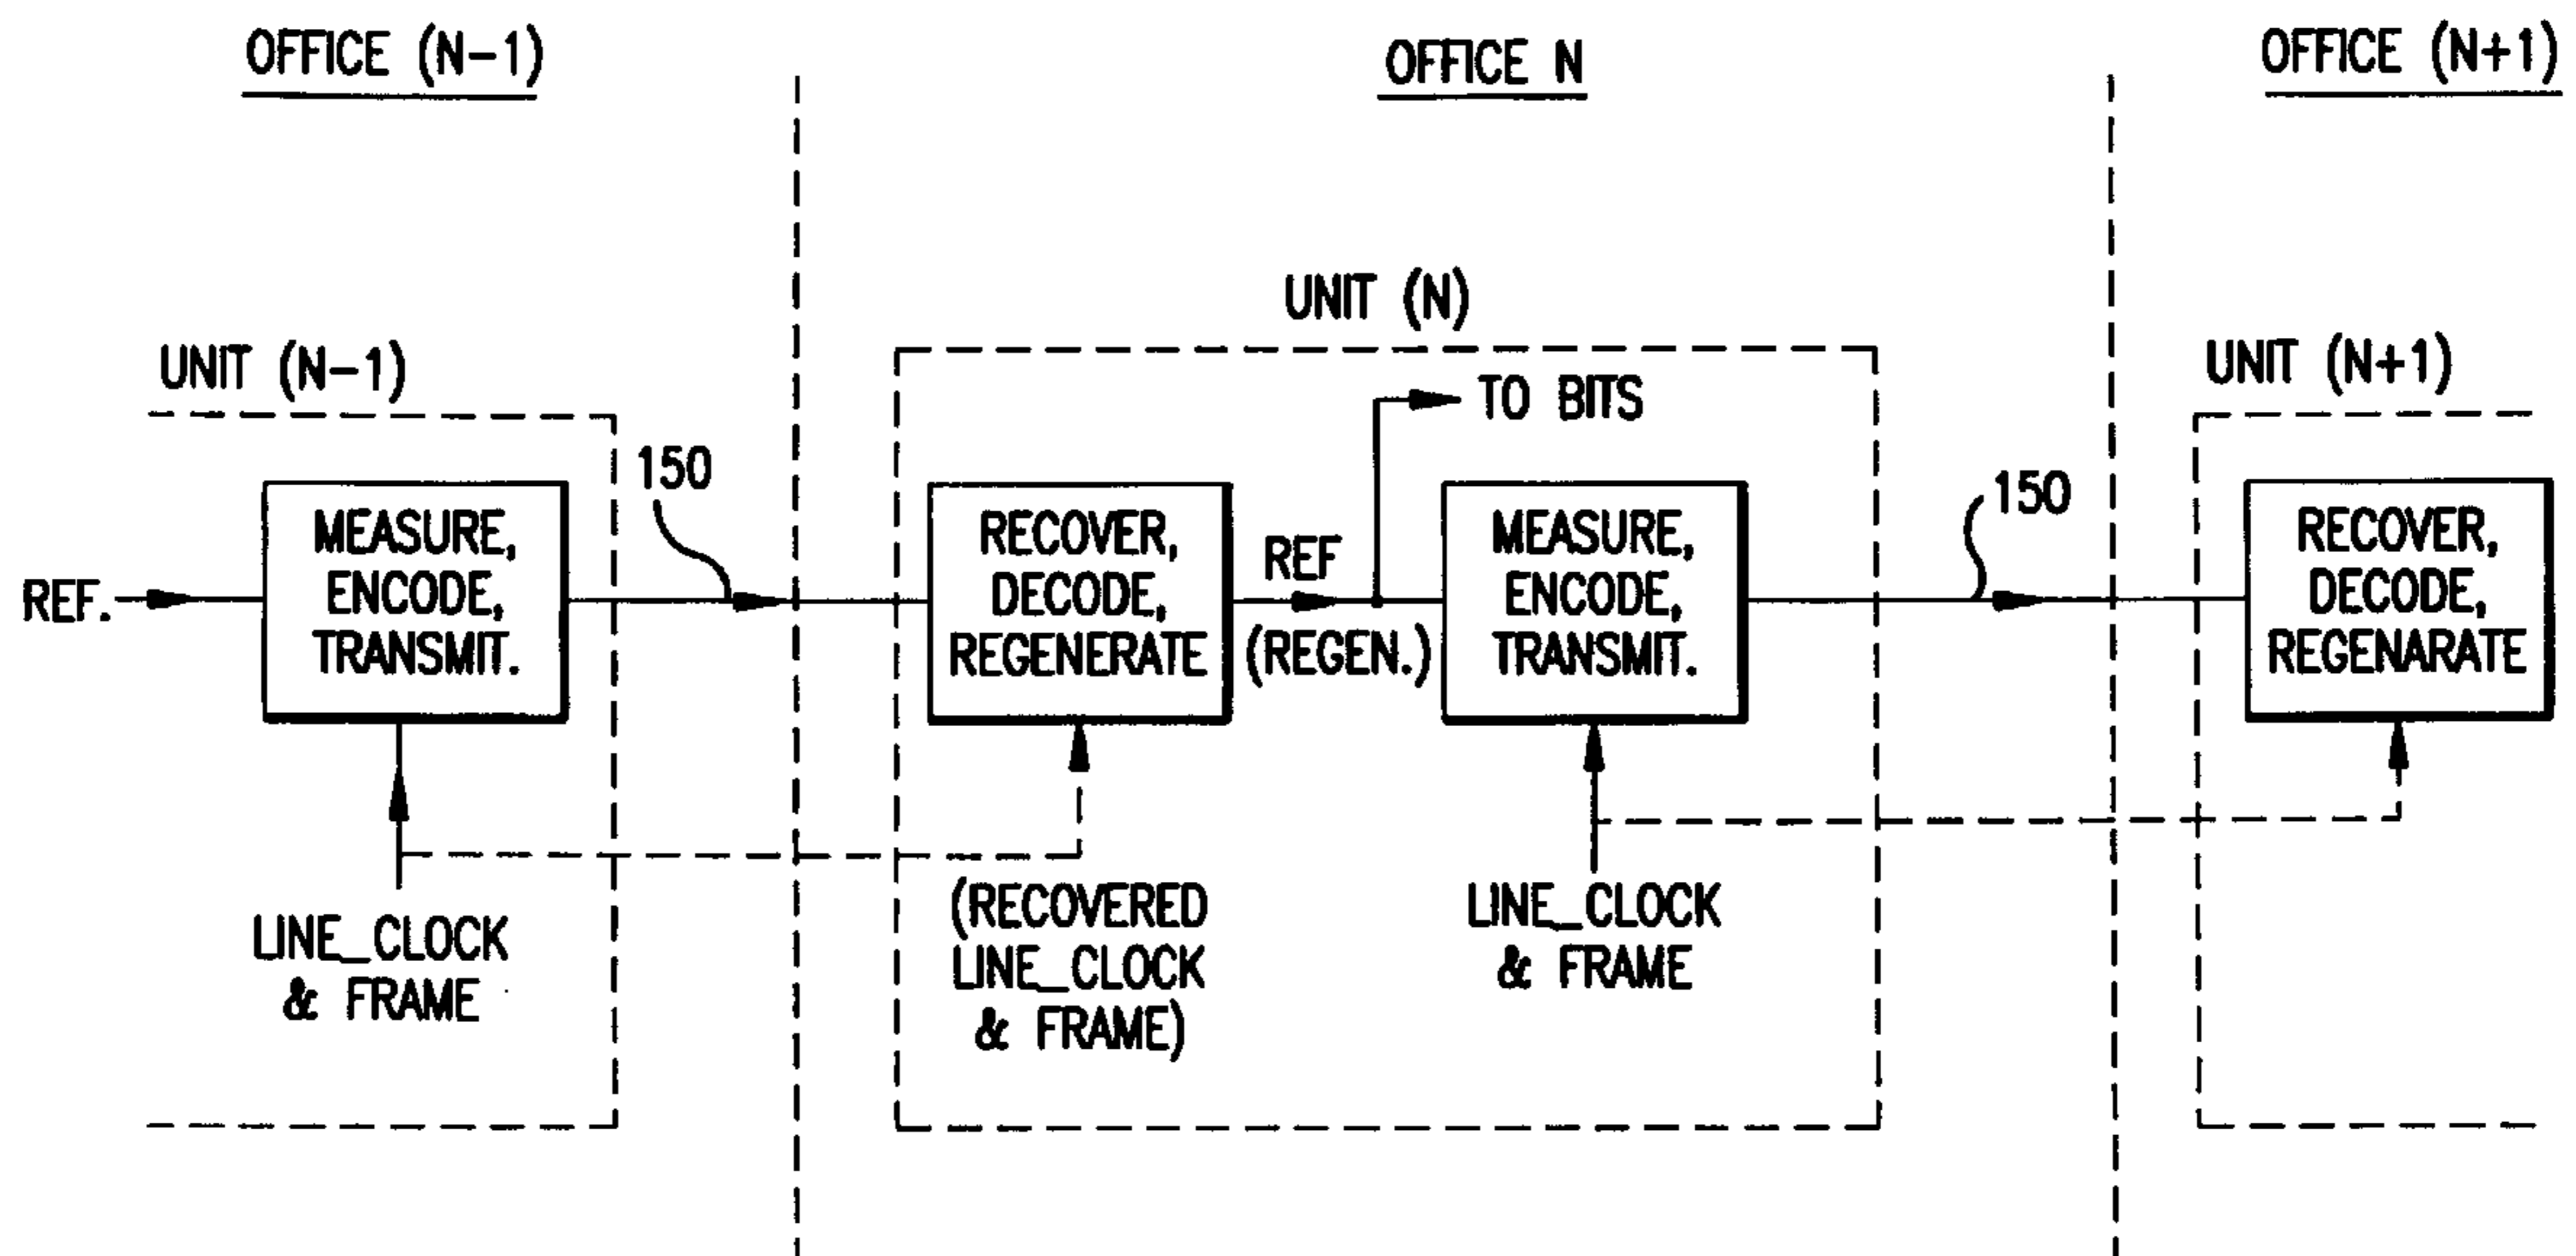 OFFICE (N-1)
OFFICE N
OFFICE (N+1)
UNIT (N-1)
UNIT (N)
UNIT (N+1)
TO BITS
150
150
REF.
MEASURE,
ENCODE,
TRANSMIT.
RECOVER,
DECODE,
REGENERATE
REF
(REGEN.)
MEASURE,
ENCODE,
TRANSMIT.
RECOVER,
DECODE,
REGENARATE
LINE_CLOCK
& FRAME
(RECOVERED
LINE_CLOCK
& FRAME)
LINE_CLOCK
& FRAME